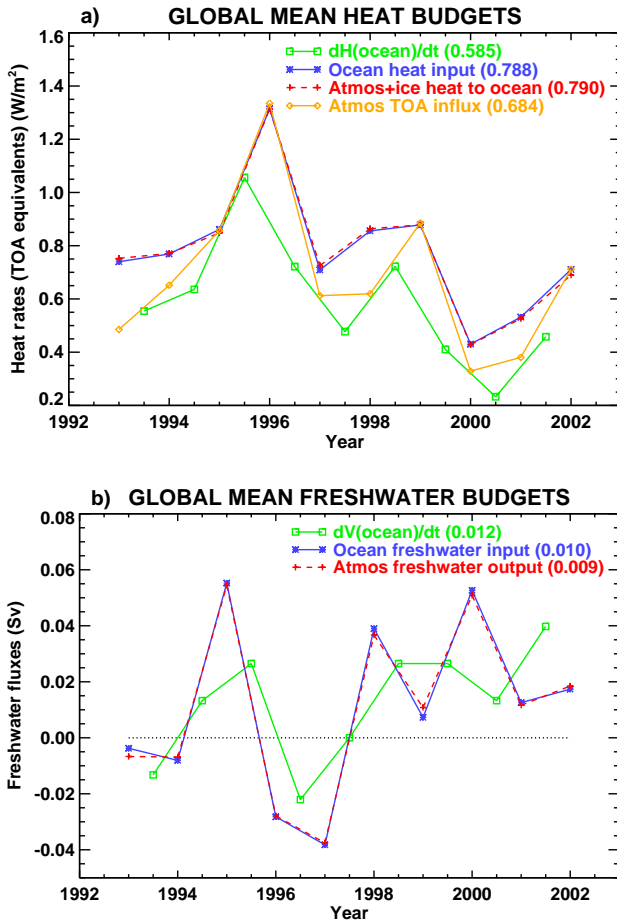 a) GLOBAL MEAN HEAT BUDGETS
dH(ocean)/dt (0.585)
Ocean heat input (0.788)
Atmos+ice heat to ocean (0.790)
Atmos TOA influx (0.684)
Heat rates (TOA equivalents) (W/m²)
1.6
1.4
1.2
1.0
0.8
0.6
0.4
0.2
1992 1994 1996 1998 2000 2002
Year
b) GLOBAL MEAN FRESHWATER BUDGETS
dV(ocean)/dt (0.012)
Ocean freshwater input (0.010)
Atmos freshwater output (0.009)
Freshwater fluxes (Sv)
0.08
0.06
0.04
0.02
0.00
-0.02
-0.04
1992 1994 1996 1998 2000 2002
Year